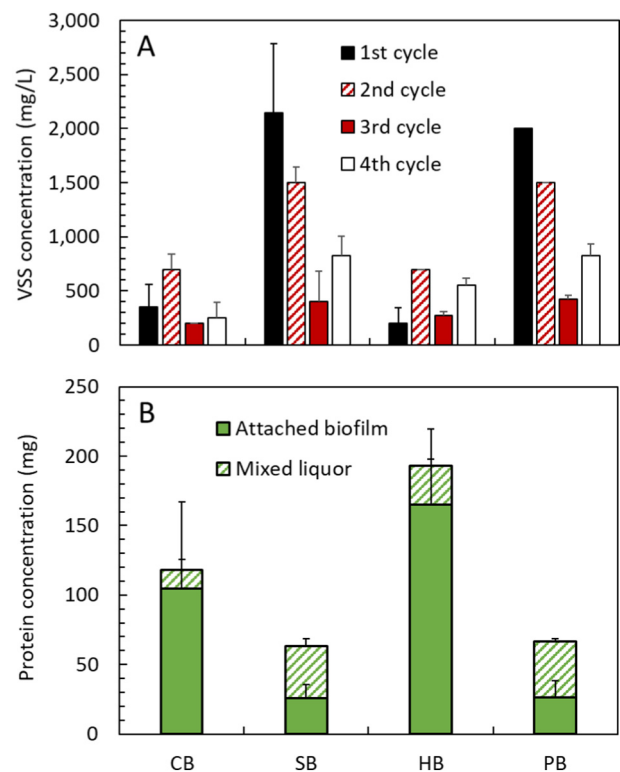 A
1st cycle
2nd cycle
3rd cycle
4th cycle
VSS concentration (mg/L)
3,000
2,500
2,000
1,500
1,000
500
0
B
Attached biofilm
Mixed liquor
Protein concentration (mg)
250
200
150
100
50
0
CB SB HB PB